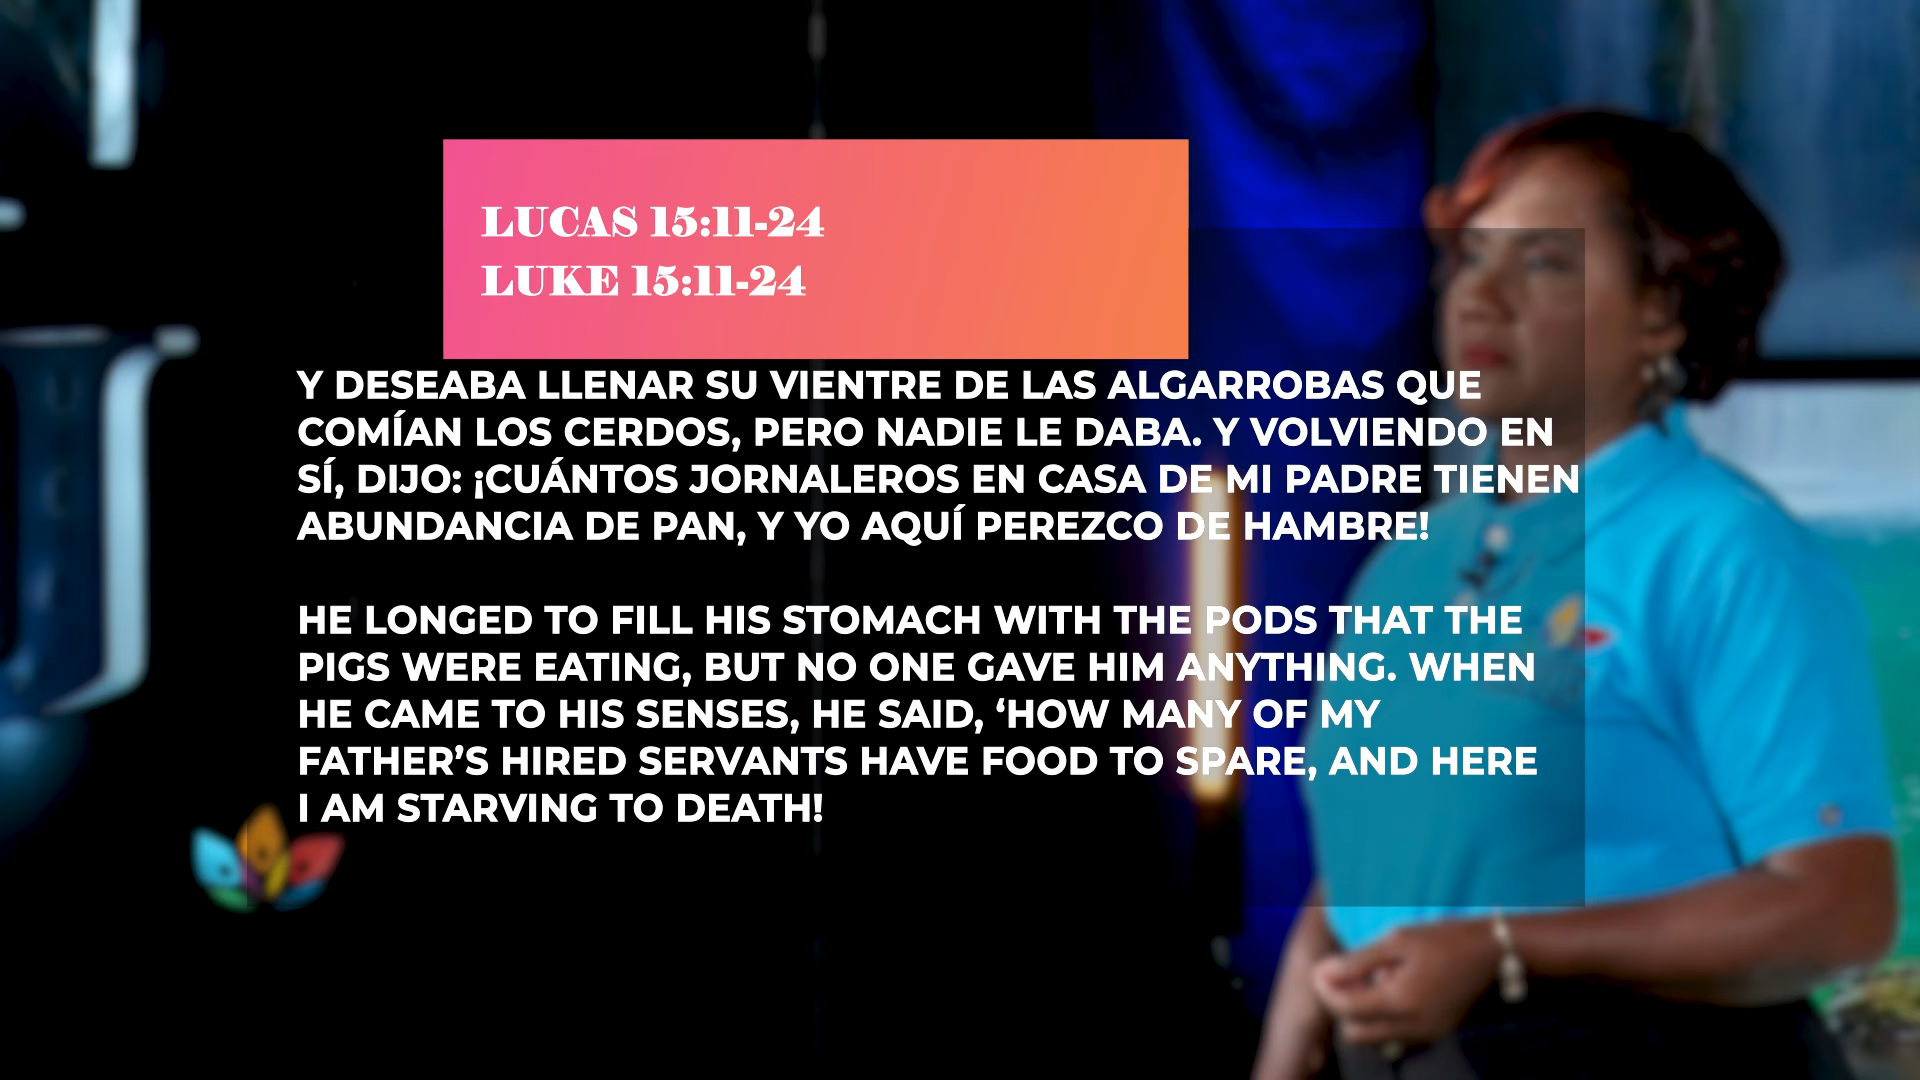 LUCAS 15:11-24
LUKE 15:11-24
Y DESEABA LLENAR SU VIENTRE DE LAS ALGARROBAS QUE
COMÍAN LOS CERDOS, PERO NADIE LE DABA. Y VOLVIENDO EN
SÍ, DIJO: ¡CUÁNTOS JORNALEROS EN CASA DE MI PADRE TIENEN
ABUNDANCIA DE PAN, Y YO AQUÍ PEREZCO DE HAMBRE!
HE LONGED TO FILL HIS STOMACH WITH THE PODS THAT THE
PIGS WERE EATING, BUT NO ONE GAVE HIM ANYTHING. WHEN
HE CAME TO HIS SENSES, HE SAID, ‘HOW MANY OF MY
FATHER’S HIRED SERVANTS HAVE FOOD TO SPARE, AND HERE
I AM STARVING TO DEATH!